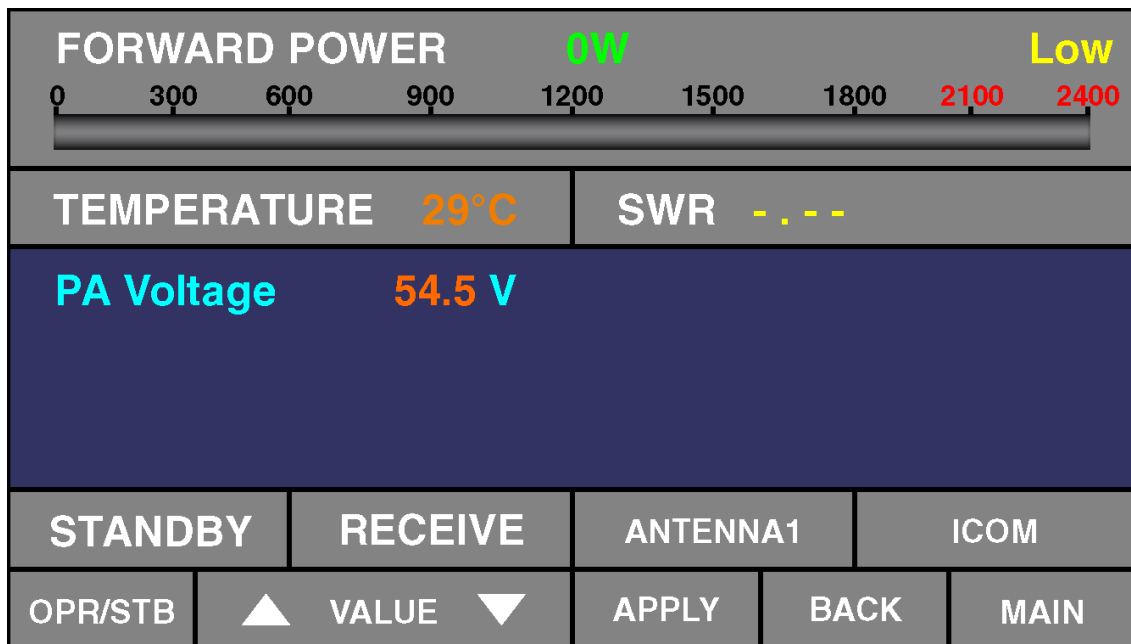 FORWARD POWER 0W Low
0 300 600 900 1200 1500 1800 2100 2400
TEMPERATURE 29°C SWR -.--
PA Voltage 54.5 V
STANDBY RECEIVE ANTENNA1 ICOM
OPR/STB VALUE APPLY BACK MAIN